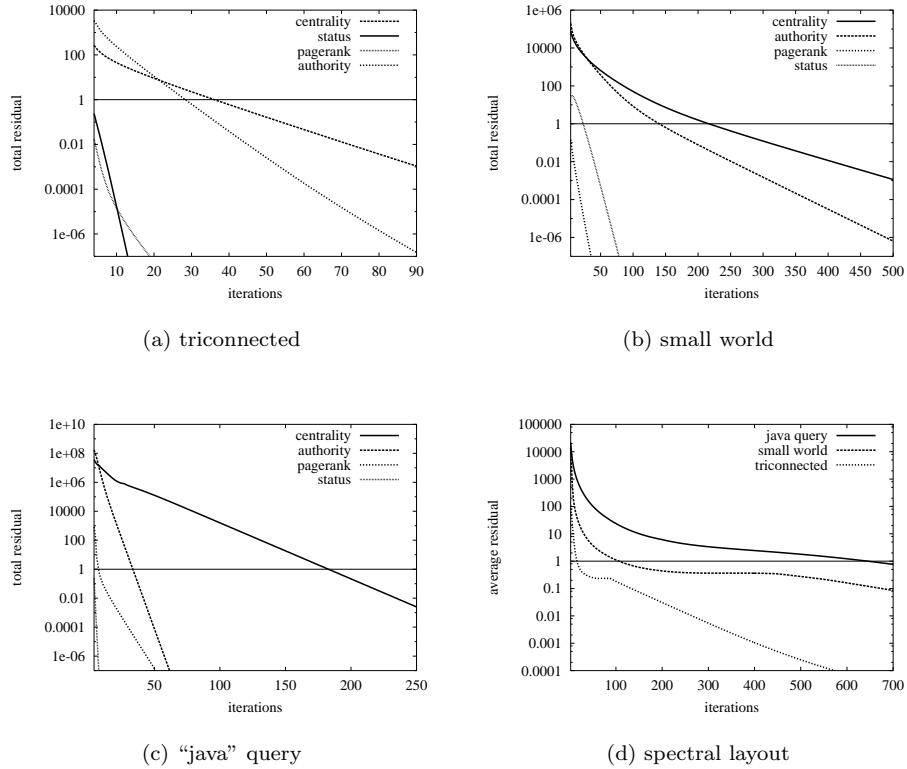 10000
100
1
0.01
0.0001
1e-06
total residual
10 20 30 40 50 60 70 80 90
iterations
centrality
status
pagerank
authority
(a) triconnected
1e+06
10000
100
1
0.01
0.0001
1e-06
total residual
50 100 150 200 250 300 350 400 450 500
iterations
centrality
authority
pagerank
status
(b) small world
1e+10
1e+08
1e+06
10000
100
1
0.01
0.0001
1e-06
total residual
50 100 150 200 250
iterations
centrality
authority
pagerank
status
(c) “java” query
100000
10000
1000
100
10
1
0.1
0.01
0.001
0.0001
average residual
100 200 300 400 500 600 700
iterations
java query
small world
triconnected
(d) spectral layout